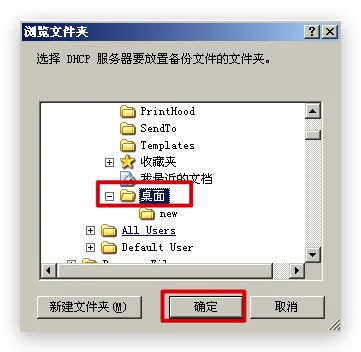 浏览文件夹
选择 DHCP 服务器要放置备份文件的文件夹。
PrintHood
SendTo
Templates
收藏夹
我最近的文档
桌面
new
All Users
Default User
新建文件夹(M)
确定
取消